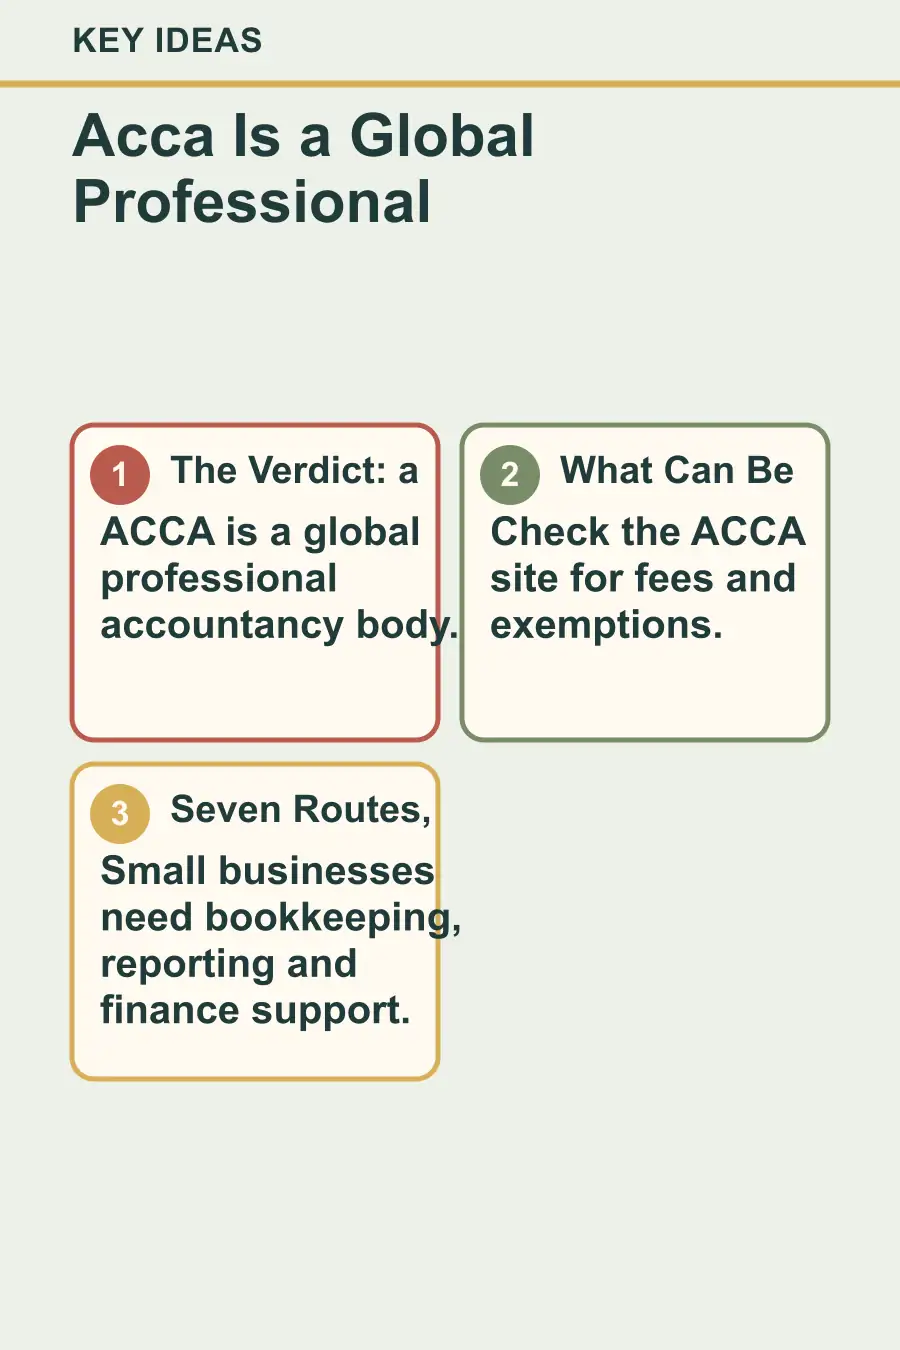 KEY IDEAS
Acca Is a Global
Professional
1 The Verdict: a
ACCA is a global
professional
accountancy body.
2 What Can Be
Check the ACCA
site for fees and
exemptions.
3 Seven Routes,
Small businesses
need bookkeeping,
reporting and
finance support.